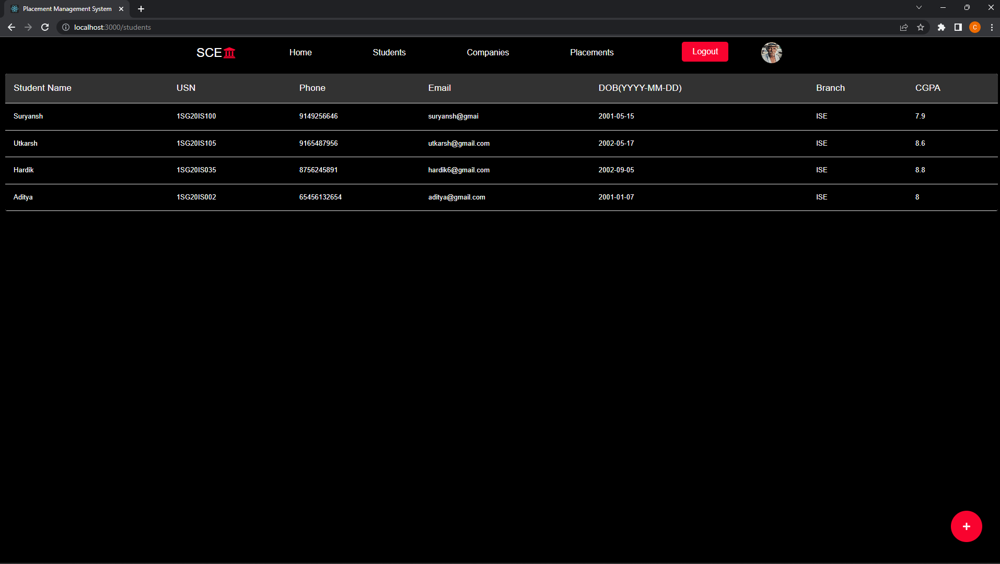 Placement Management System
localhost:3000/students
C
SCE Home Students Companies Placements Logout
Student Name USN Phone Email DOB(YYYY-MM-DD) Branch CGPA
Suryansh 1SG20IS100 9149256646 suryansh@gmai 2001-05-15 ISE 7.9
Utkarsh 1SG20IS105 9165487956 utkarsh@gmail.com 2002-05-17 ISE 8.6
Hardik 1SG20IS035 8756245891 hardik6@gmail.com 2002-09-05 ISE 8.8
Aditya 1SG20IS002 65456132654 aditya@gmail.com 2001-01-07 ISE 8
+